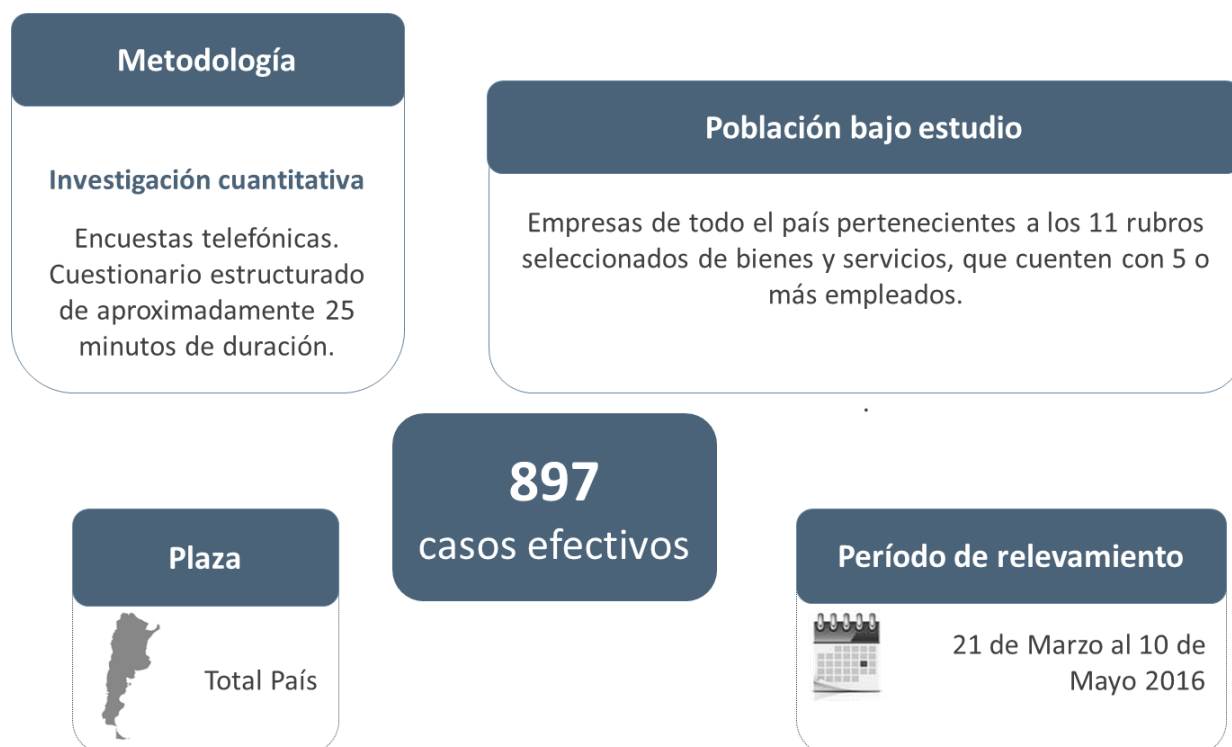 Metodología
Investigación cuantitativa
Encuestas telefónicas.
Cuestionario estructurado
de aproximadamente 25
minutos de duración.
Población bajo estudio
Empresas de todo el país pertenecientes a los 11 rubros
seleccionados de bienes y servicios, que cuenten con 5 o
más empleados.
.
897
casos efectivos
Plaza
Total País
Período de relevamiento
21 de Marzo al 10 de
Mayo 2016